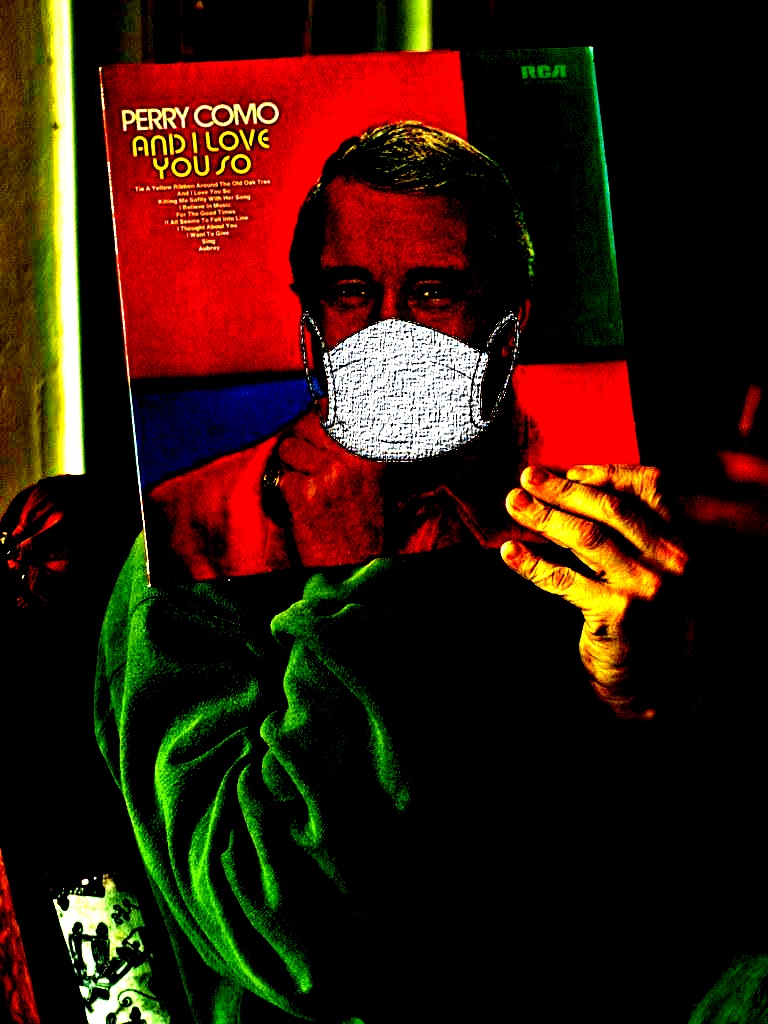 RCA
PERRY COMO
AND I LOVE
YOU SO
Tie A Yellow Ribbon Around The Old Oak Tree
And I Love You So
Killing Me Softly With Her Song
I Believe in Music
For The Good Times
It All Seems To Fall Into Line
I Thought About You
I Want To Give
Sing
Aubrey